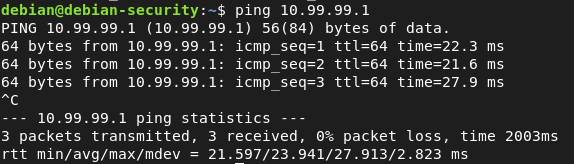 debian@debian-security:~$ ping 10.99.99.1
PING 10.99.99.1 (10.99.99.1) 56(84) bytes of data.
64 bytes from 10.99.99.1: icmp_seq=1 ttl=64 time=22.3 ms
64 bytes from 10.99.99.1: icmp_seq=2 ttl=64 time=21.6 ms
64 bytes from 10.99.99.1: icmp_seq=3 ttl=64 time=27.9 ms
^C
--- 10.99.99.1 ping statistics ---
3 packets transmitted, 3 received, 0% packet loss, time 2003ms
rtt min/avg/max/mdev = 21.597/23.941/27.913/2.823 ms